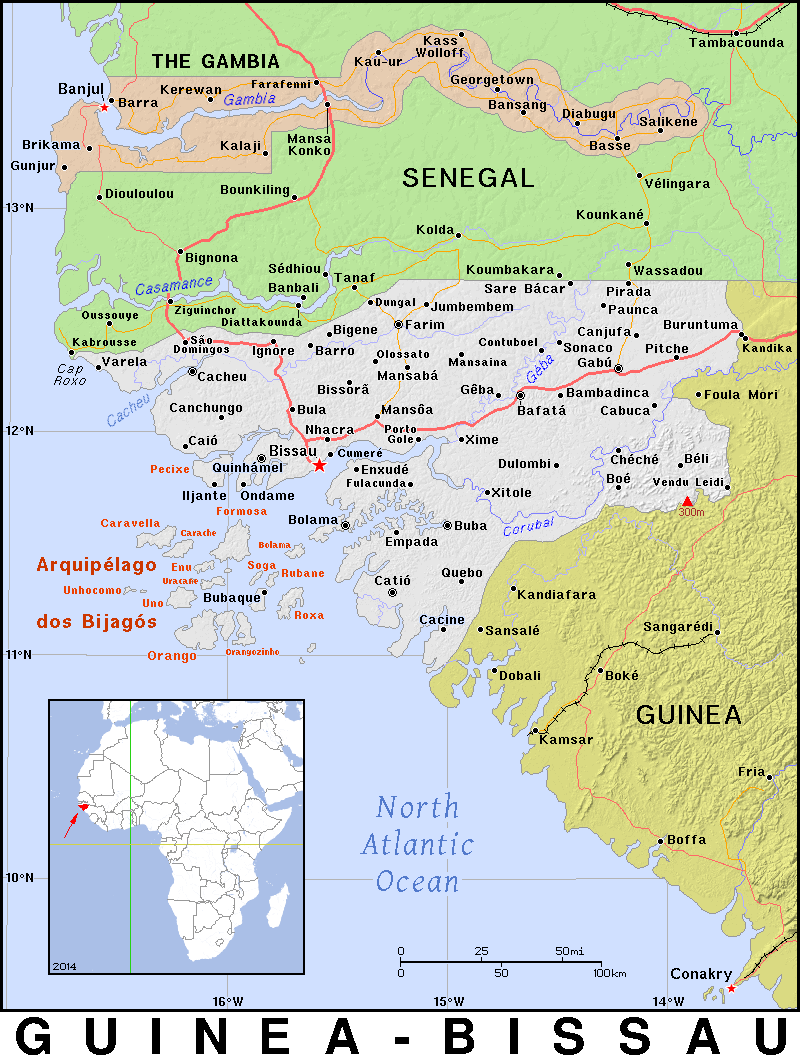 Tambacounda
Kass
Wolloff
Kau-ur
THE GAMBIA
Georgetown
Banjul
Barra
Kerewan
Farafenni
Gambia
Bansang
Diabugu
Salikene
Basse
Mansa
Konko
Brikama
Kalaji
Gunjur
SENEGAL
Vélingara
Diouloulou
Bounkiling
13°N
Kounkané
Kolda
Bignona
Sédhiou
Tanaf
Koumbakara
Wassadou
Casamance
Banbali
Sare Bácar
Pirada
Oussouye
Ziguinchor
Dungal
Jumbembem
Paunca
Diattakounda
Farim
Buruntuma
Kabrousse
São
Domingos
Ignore
Bigene
Barro
Contuboel
Sonaco
Canjufa
Pitche
Kandika
Cap
Roxo
Varela
Olossato
Mansaina
Gêba
Gabú
Cacheu
Mansabá
Bissorã
Gêba
Bambadinca
Foula Mori
Cacheu
Canchungo
Bula
Mansôa
Bafatá
Cabuca
12°N
Nhacra
Porto
Gole
Xime
Caió
Bissau
Cumeré
Pecixe
Quinhámel
Enxudé
Dulombi
Chéché
Béli
Fulacunda
Boé
Vendu Leidi
Iljante
Ondame
Xitole
300m
Formosa
Caravella
Carache
Bolama
Buba
Corubal
Bolama
Empada
Arquipélago
Enu
Soga
Rubane
Uracane
Catió
Quebo
Unhocomo
Uno
Bubaque
Kandiafara
dos Bijagós
Roxa
Cacine
Sansalé
Sangarédi
11°N
Orango
Orangozinho
Dobali
Boké
GUINEA
Kamsar
Fria
North
Atlantic
Ocean
Boffa
10°N
0 25 50mi
0 50 100km
2014
Conakry
16°W 15°W 14°W
GUINEA-BISSAU